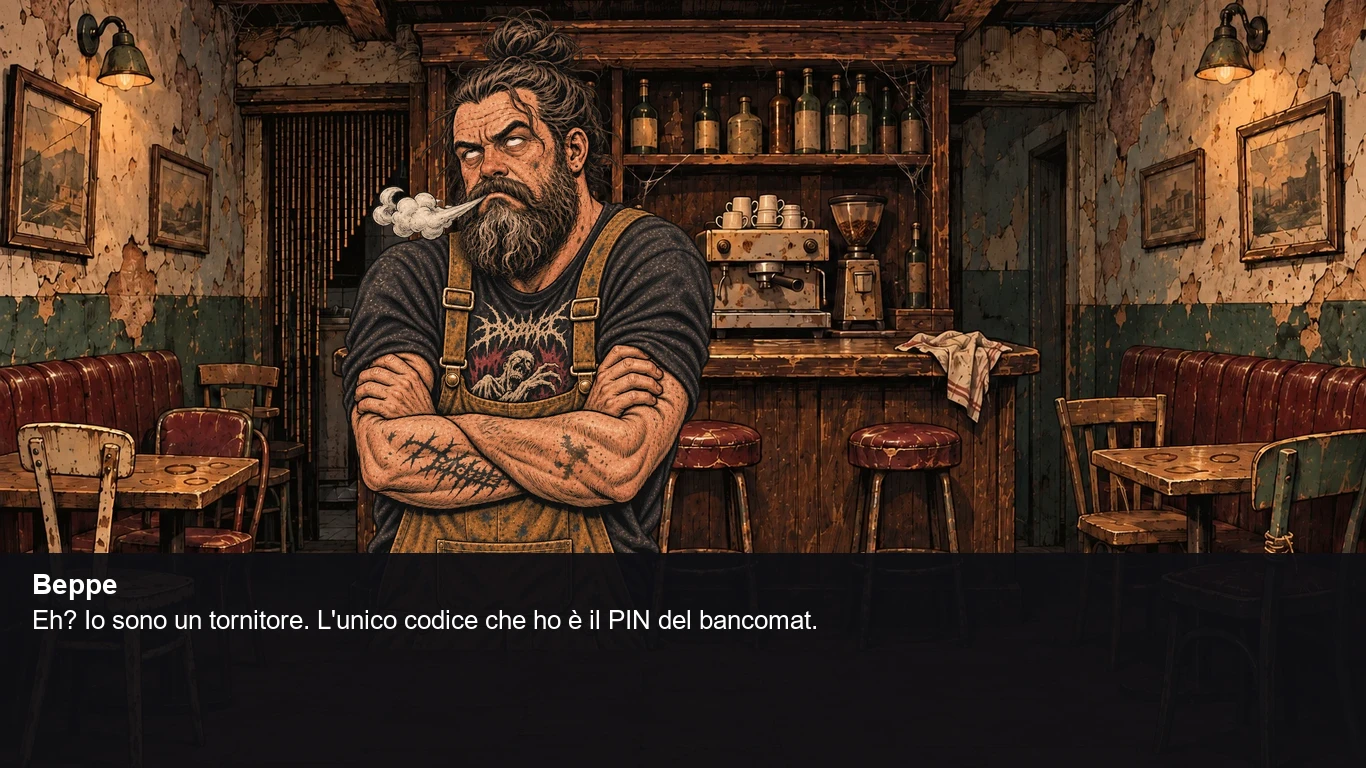 Beppe
Eh? Io sono un tornitore. L'unico codice che ho è il PIN del bancomat.